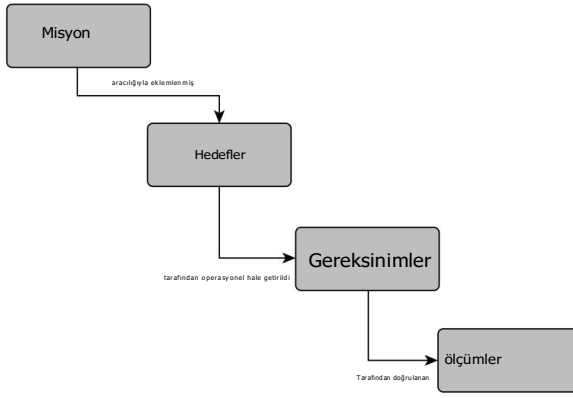 Misyon
aracılığıyla eklemlenmiş
Hedefler
tarafından operasyonel hale getirildi
Gereksinimler
ölçümler
Tarafından doğrulanan